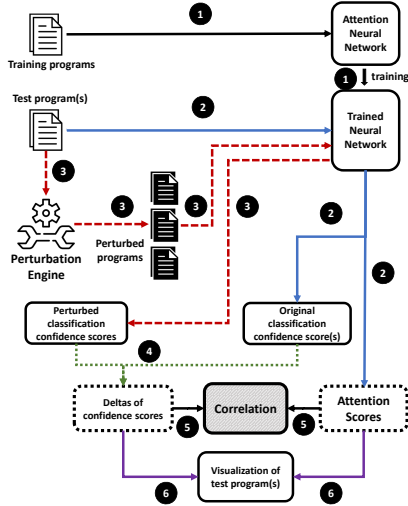 1
Attention
Neural
Network
Training programs
1
training
Test program(s)
2
Trained
Neural
Network
3
3
3
3
Perturbed
programs
Perturbation
Engine
2
2
Perturbed
classification
confidence scores
Original
classification
confidence score(s)
4
Deltas of
confidence scores
5
Correlation
5
Attention
Scores
6
Visualization of
test program(s)
6